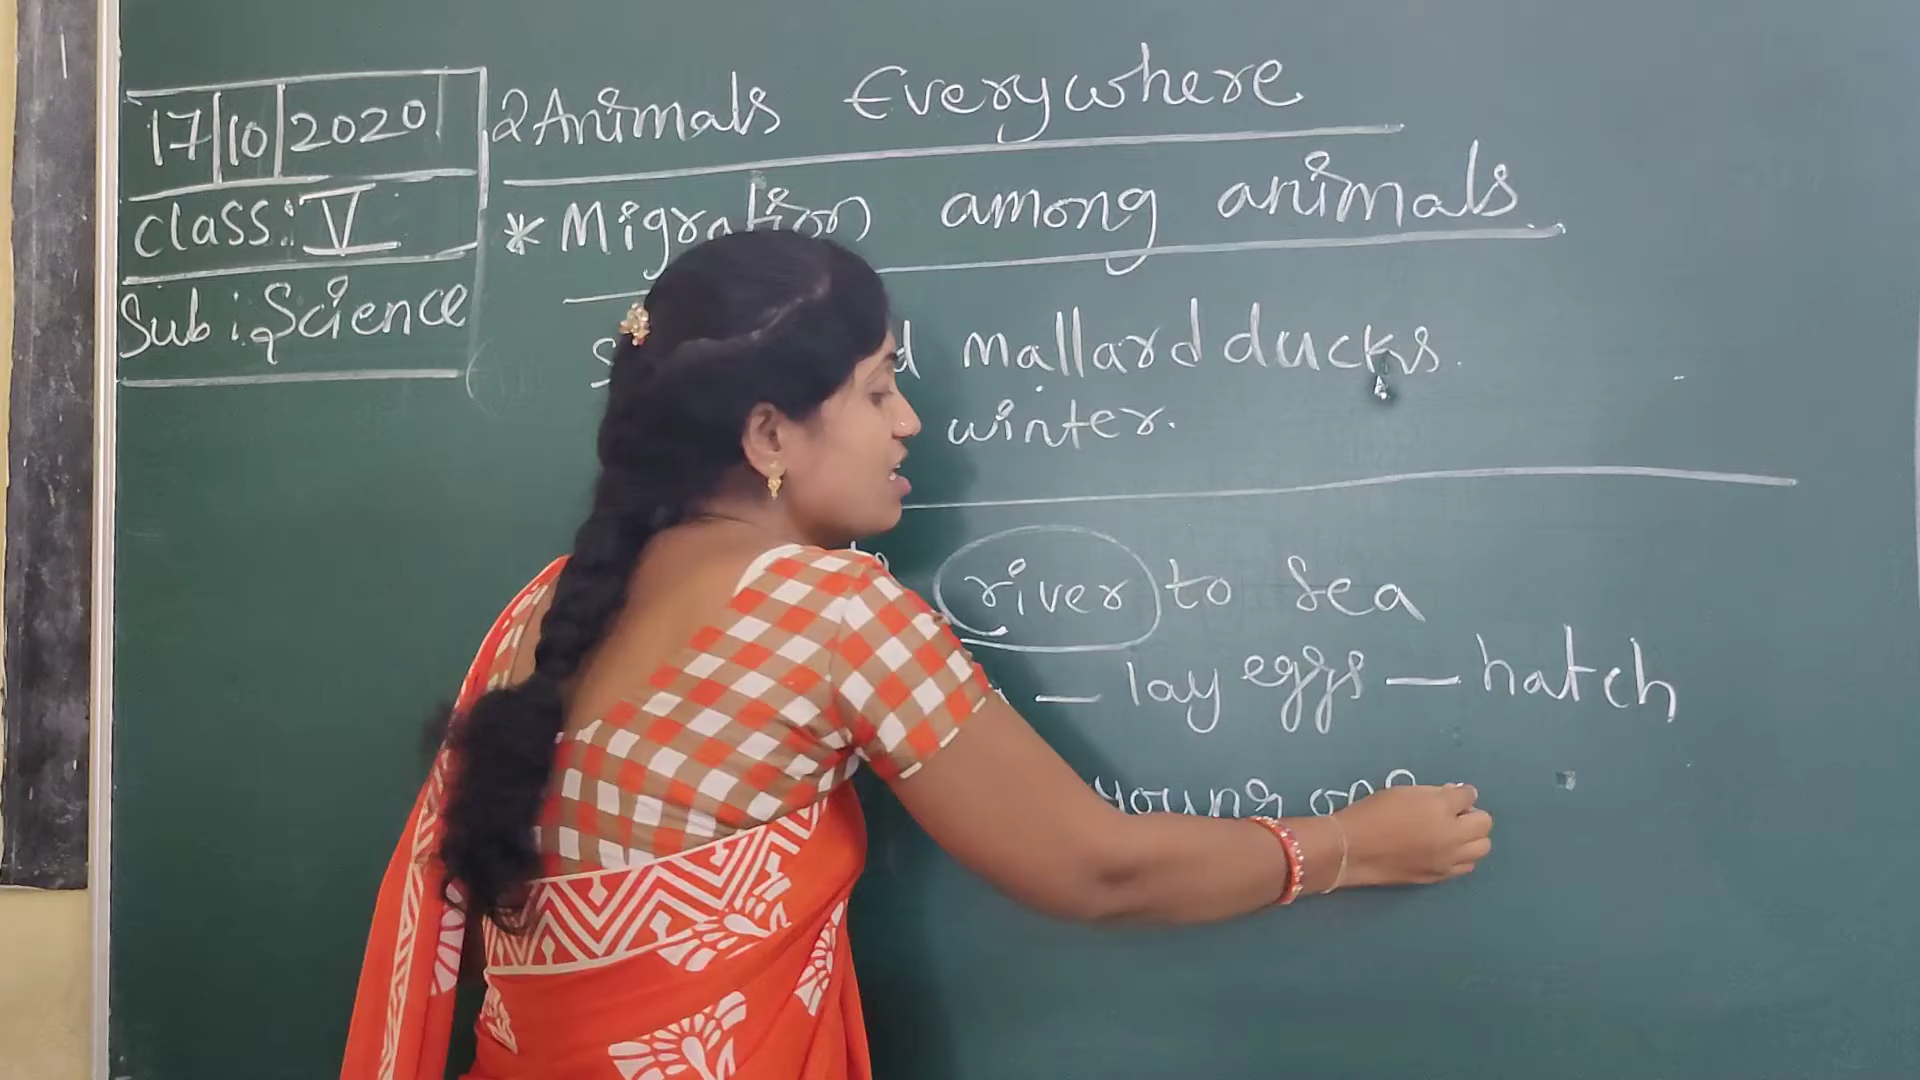 17/10/2020
Class: V
Sub: Science
2 Animals Everywhere
* Migration among animals.
mallard ducks.
winter.
river to sea
— lay eggs — hatch
young